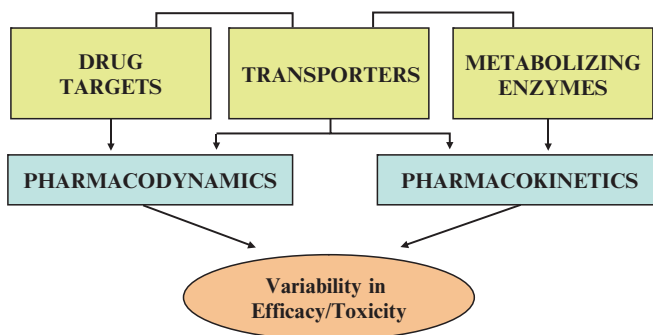 DRUG
TARGETS
TRANSPORTERS
METABOLIZING
ENZYMES
PHARMACODYNAMICS
PHARMACOKINETICS
Variability in
Efficacy/Toxicity